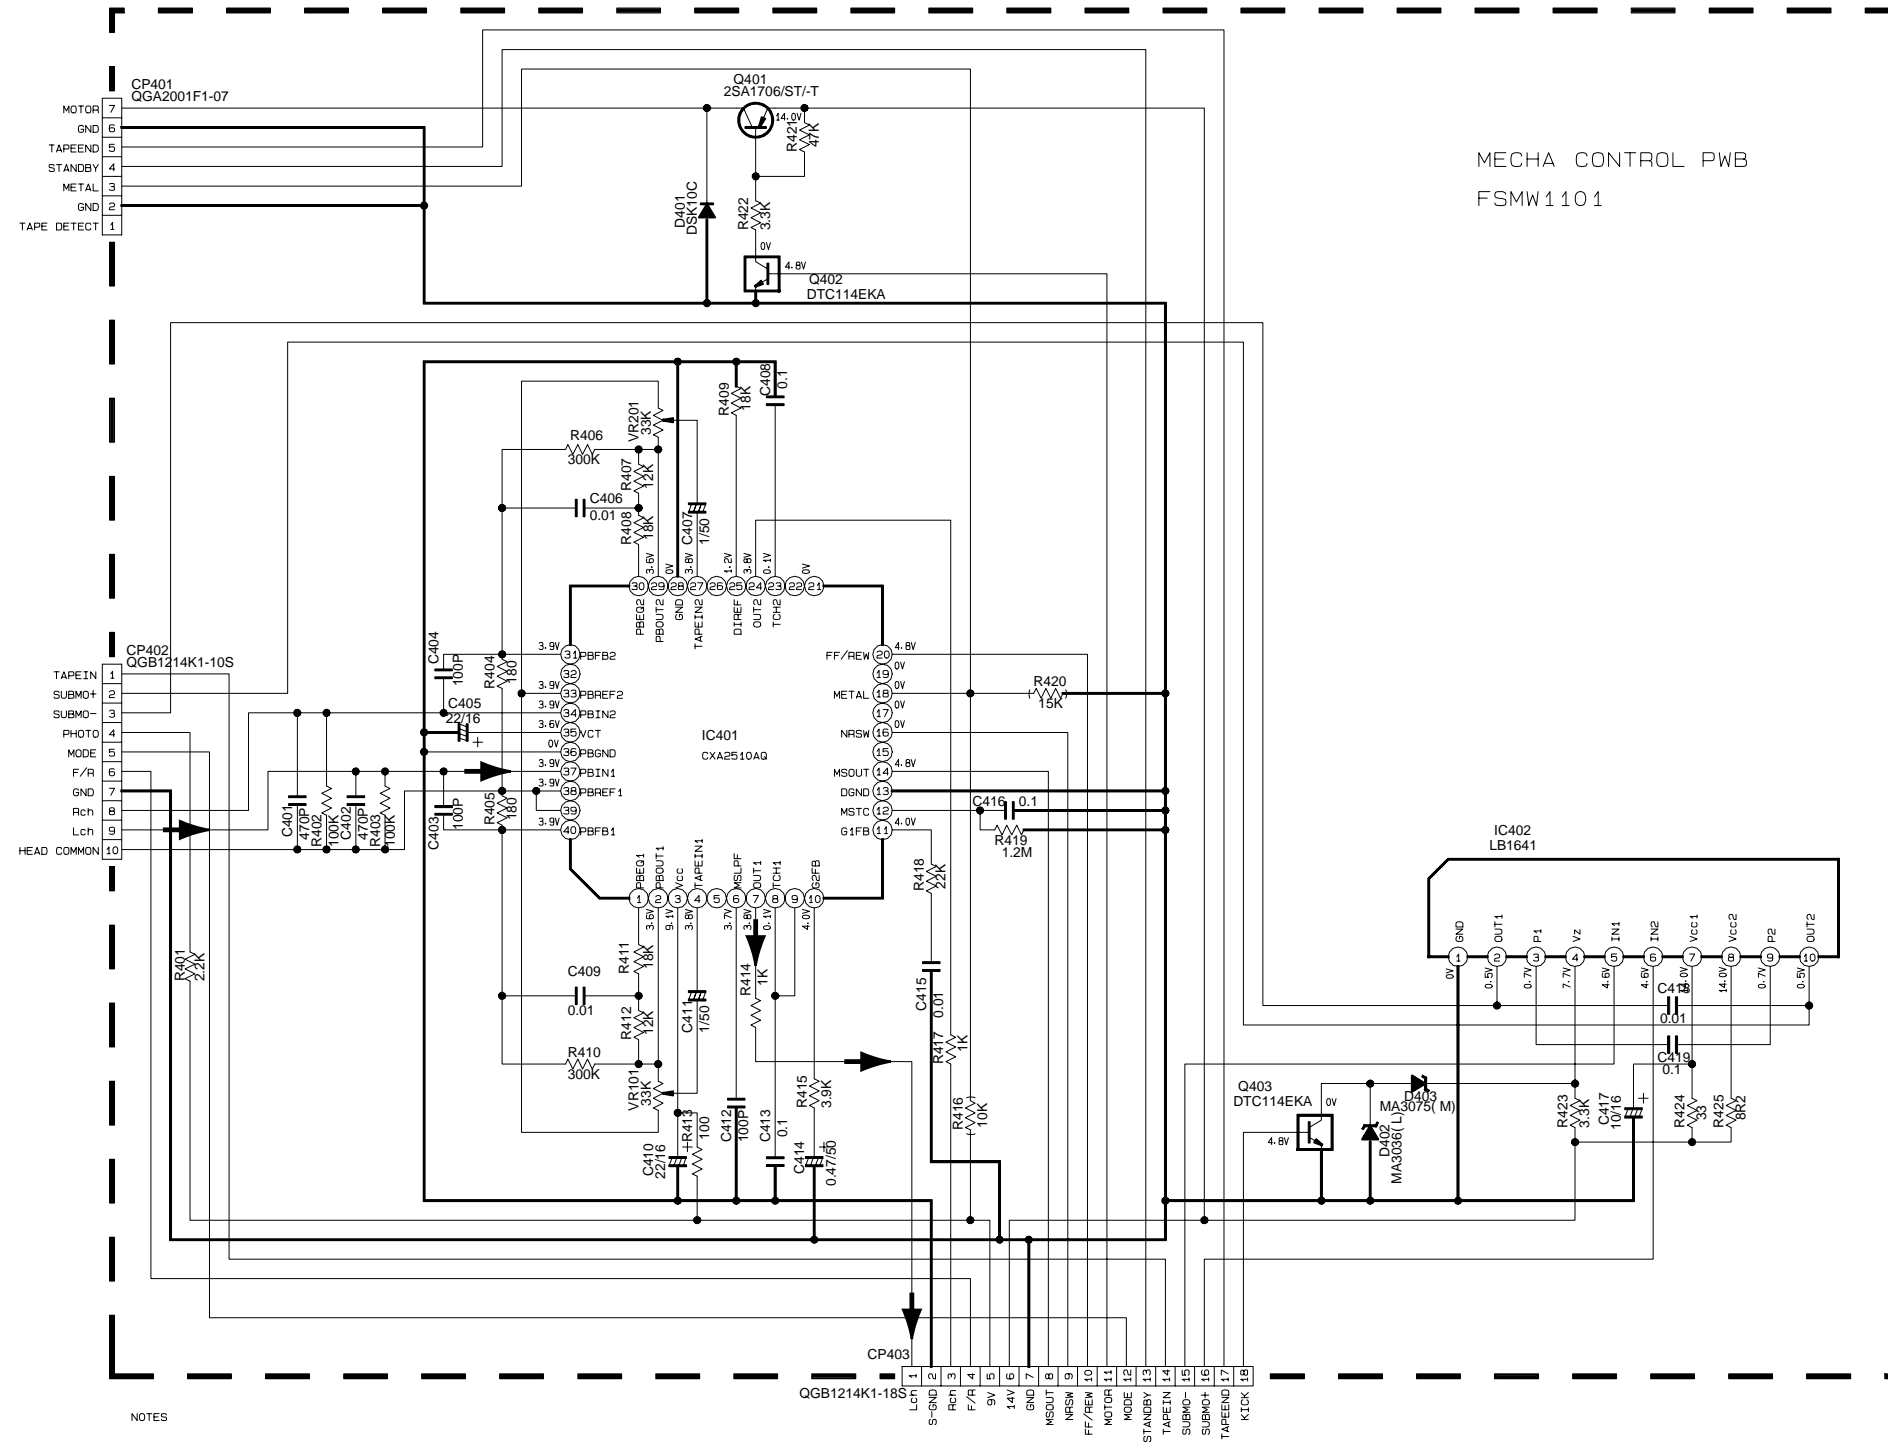 MECHA CONTROL PWB
FSMW1101
CP401
QGA2001F1-07
MOTOR 7
GND 6
TAPEEND 5
STANDBY 4
METAL 3
GND 2
TAPE DETECT 1
Q401
2SA1706/ST/-T
14.0V
R421
47K
D401
DSK10C
R422
3.3K
0V
4.8V
Q402
DTC114EKA
R409
18K
C408
0.1
VR201
33K
R406
300K
R407
12K
C406
0.01
R408
18K
C407
1/50
3.6V
0V
3.8V
1.2V
3.8V
0.1V
0V
30 29 28 27 26 25 24 23 22 21
PBEQ2
PBOUT2
GND
TAPEIN2
DIREF
OUT2
TCH2
CP402
QGB1214K1-10S
TAPEIN 1
SUBMO+ 2
SUBMO- 3
PHOTO 4
MODE 5
F/R 6
GND 7
Rch 8
Lch 9
HEAD COMMON 10
C404
100P
R404
180
C405
22/16
+
C401
470P
R402
100K
C402
470P
R403
100K
C403
100P
R405
180
R401
2.2K
3.9V 31 PBFB2
32
3.9V 33 PBREF2
3.9V 34 PBIN2
3.6V 35 VCT
0V 36 PBGND
3.9V 37 PBIN1
3.9V 38 PBREF1
39
3.9V 40 PBFB1
IC401
CXA2510AQ
FF/REW 20 4.8V
19 0V
METAL 18 0V
17 0V
NRSW 16 0V
15
MSOUT 14 4.8V
DGND 13
MSTC 12
G1FB 11 4.0V
R420
15K
C416 0.1
R419
1.2M
PBEQ1
PBOUT1
Vcc
TAPEIN1
MSLPF
OUT1
TCH1
G2FB
1 2 3 4 5 6 7 8 9 10
3.6V
9.1V
3.8V
3.7V
3.8V
0.1V
4.0V
R418
22K
R411
18K
C409
0.01
R412
12K
C411
1/50
R414
1K
C415
0.01
R417
1K
R410
300K
VR101
33K
R415
3.9K
R416
10K
C410
22/16
+
R413
100
C412
100P
C413
0.1
C414
0.47/50
+
IC402
LB1641
GND
OUT1
P1
Vz
IN1
IN2
Vcc1
Vcc2
P2
OUT2
1 2 3 4 5 6 7 8 9 10
0V
0.5V
0.7V
7.7V
4.6V
4.6V
14.0V
0.7V
0.5V
C418
0.01
C419
0.1
Q403
DTC114EKA
0V
4.8V
D403
MA3075(M)
D402
MA3036(L)
R423
3.3K
C417
10/16
+
R424
33
R425
8R2
CP403
QGB1214K1-18S
1 2 3 4 5 6 7 8 9 10 11 12 13 14 15 16 17 18
Lch
S-GND
Rch
F/R
9V
14V
GND
MSOUT
NRSW
FF/REW
MOTOR
MODE
STANDBY
TAPEIN
SUBMO-
SUBMO+
TAPEEND
KICK
NOTES